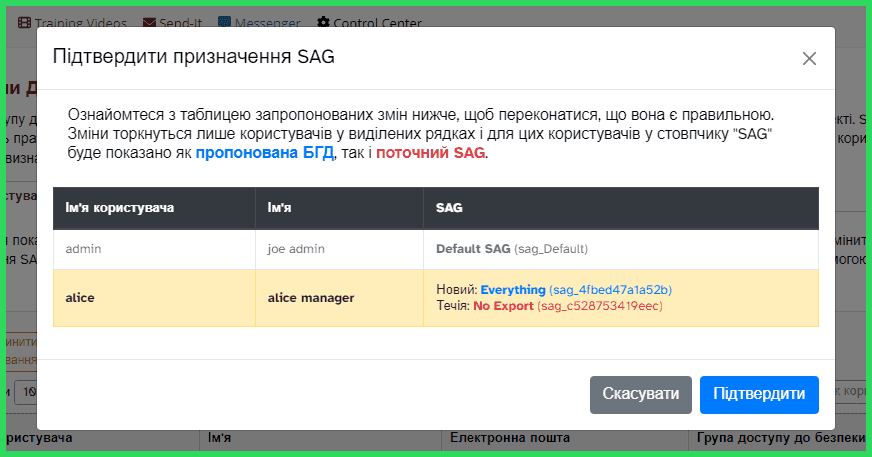 Training Videos Send-It Messenger Control Center
Підтвердити призначення SAG
Ознайомтеся з таблицею запропонованих змін нижче, щоб переконатися, що вона є правильною.
Зміни торкнуться лише користувачів у виділених рядках і для цих користувачів у стовпчику "SAG"
буде показано як пропонована БГД, так і поточний SAG.
Ім'я користувача Ім'я SAG
admin joe admin Default SAG (sag_Default)
alice alice manager Новий: Everything (sag_4fbed47a1a52b)
Течія: No Export (sag_c528753419eec)
Скасувати Підтвердити
Ім'я Електронна пошта Група доступу до